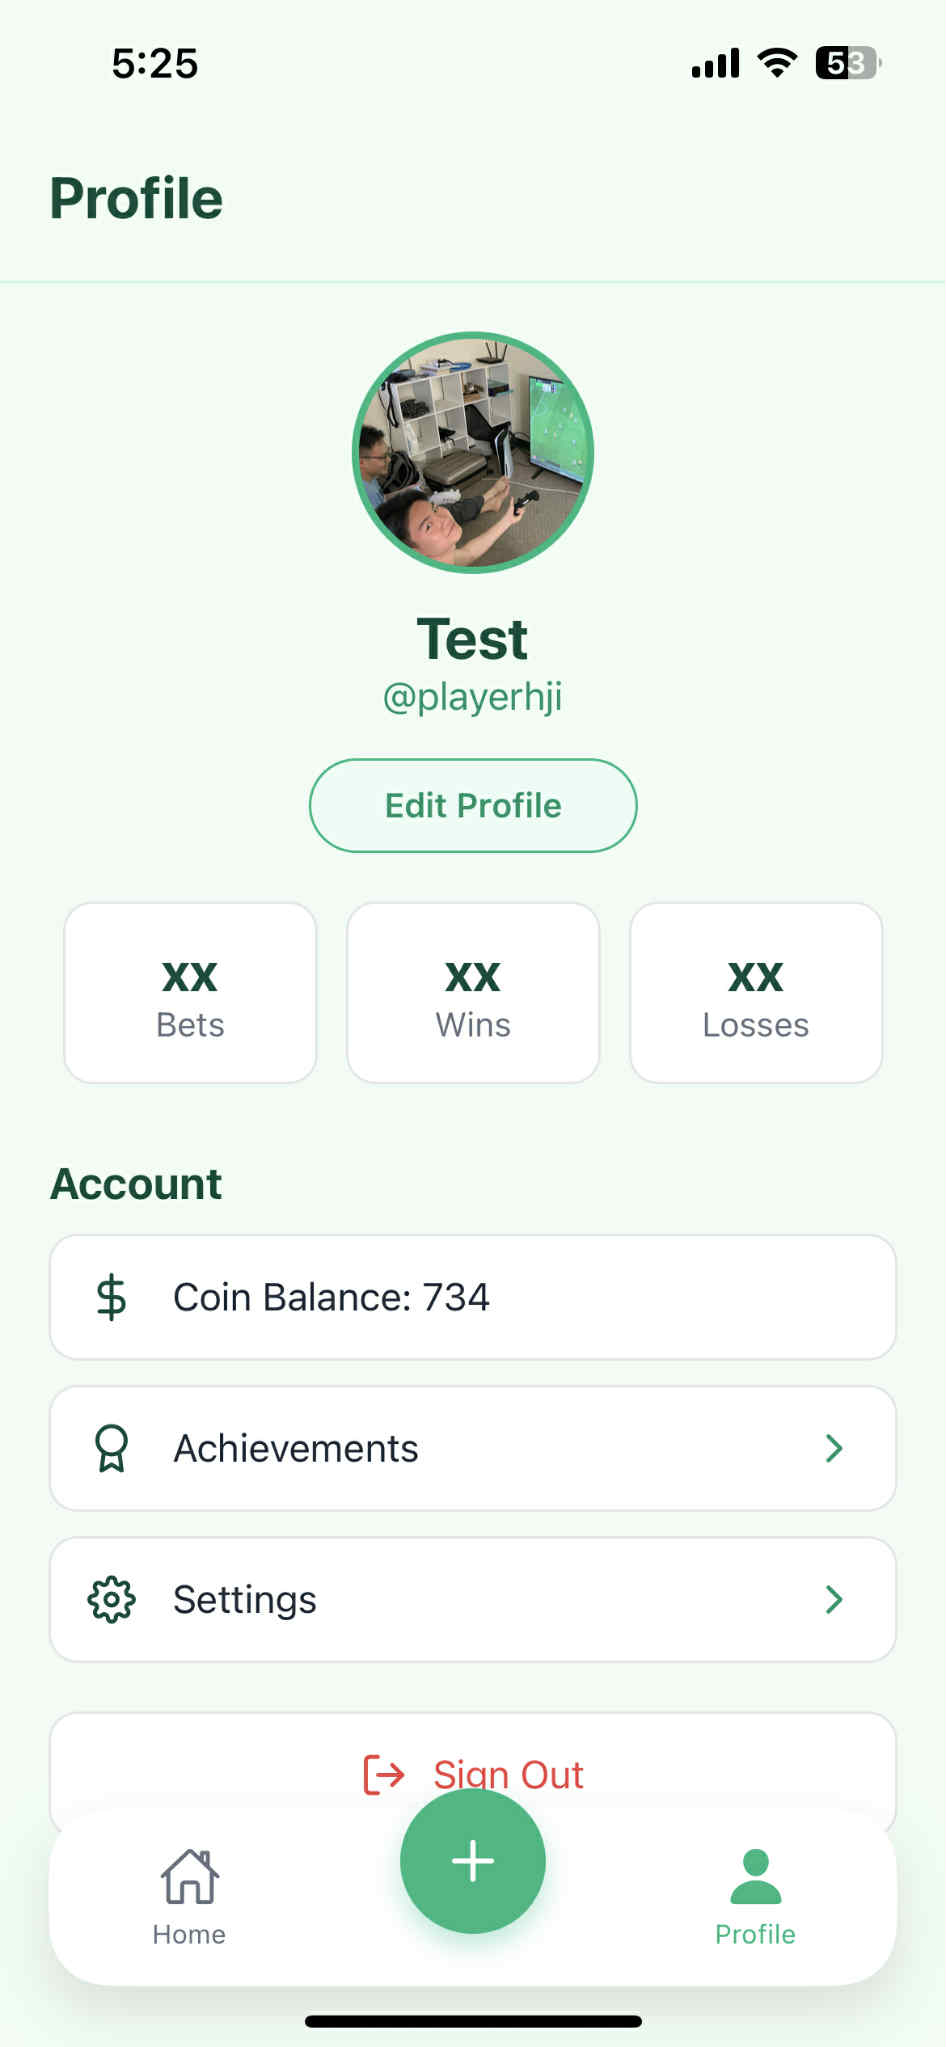 5:25
53
Profile
Test
@playerhji
Edit Profile
xx
Bets
xx
Wins
xx
Losses
Account
Coin Balance: 734
Achievements
Settings
Sign Out
Home
Profile